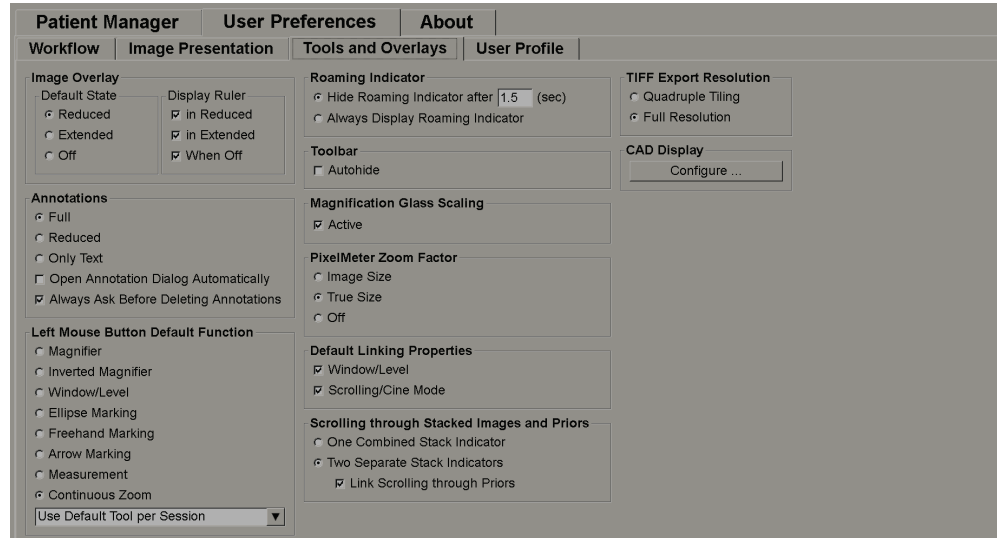 Patient Manager User Preferences About
Workflow Image Presentation Tools and Overlays User Profile
Image Overlay
Default State
Reduced
Extended
Off
Display Ruler
in Reduced
in Extended
When Off
Annotations
Full
Reduced
Only Text
Open Annotation Dialog Automatically
Always Ask Before Deleting Annotations
Left Mouse Button Default Function
Magnifier
Inverted Magnifier
Window/Level
Ellipse Marking
Freehand Marking
Arrow Marking
Measurement
Continuous Zoom
Use Default Tool per Session
Roaming Indicator
Hide Roaming Indicator after 1.5 (sec)
Always Display Roaming Indicator
Toolbar
Autohide
Magnification Glass Scaling
Active
PixelMeter Zoom Factor
Image Size
True Size
Off
Default Linking Properties
Window/Level
Scrolling/Cine Mode
Scrolling through Stacked Images and Priors
One Combined Stack Indicator
Two Separate Stack Indicators
Link Scrolling through Priors
TIFF Export Resolution
Quadruple Tiling
Full Resolution
CAD Display
Configure ...